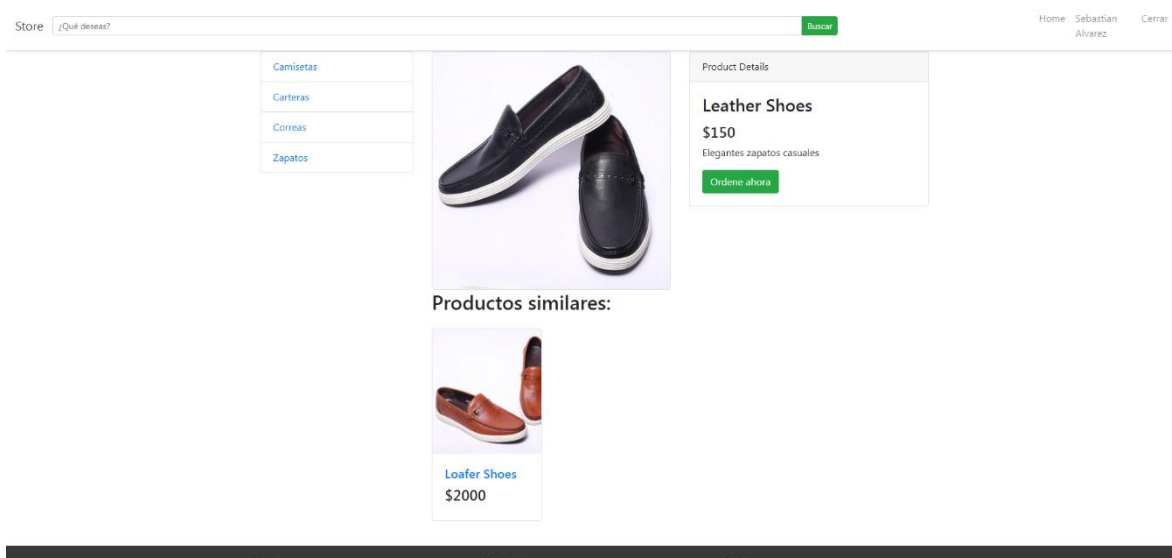 Store
¿Qué deseas?
Buscar
Home
Sebastían
Alvarez
Cerrar
Camisetas
Carteras
Correas
Zapatos
Product Details
Leather Shoes
$150
Elegantes zapatos casuales
Ordene ahora
Productos similares:
Loafer Shoes
$2000